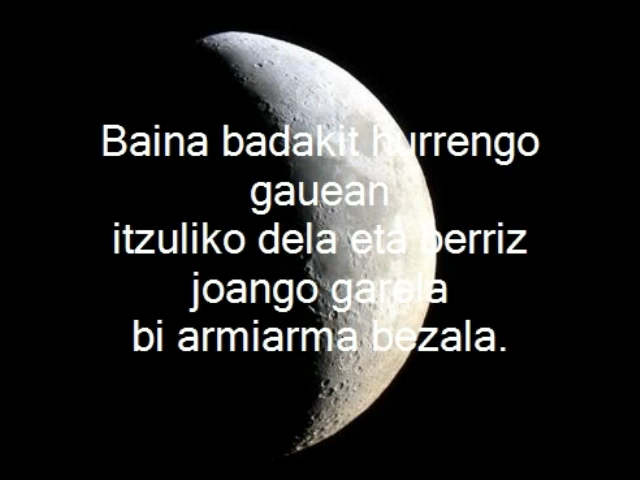 Baina badakit hurrengo
gauean
itzuliko dela eta berriz
joango garela
bi armiarma bezala.